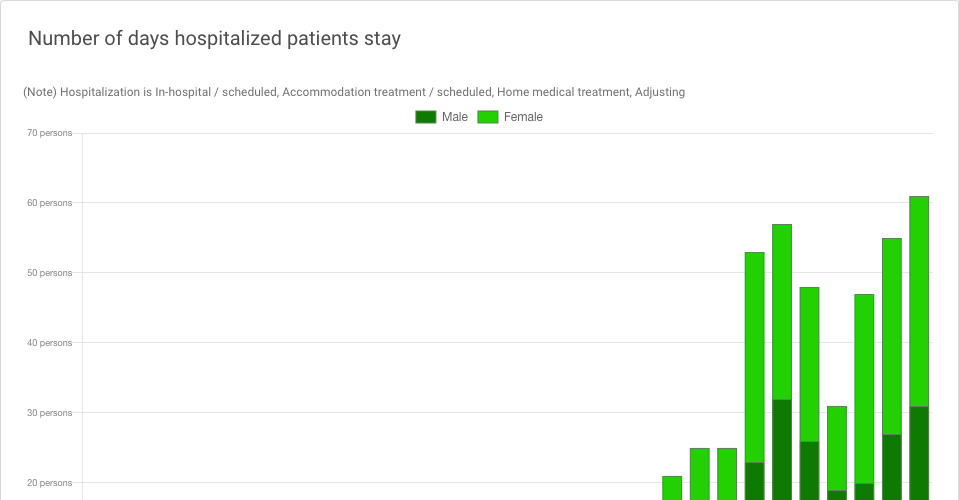 Number of days hospitalized patients stay
(Note) Hospitalization is In-hospital / scheduled, Accommodation treatment / scheduled, Home medical treatment, Adjusting
Male Female
70 persons
60 persons
50 persons
40 persons
30 persons
20 persons